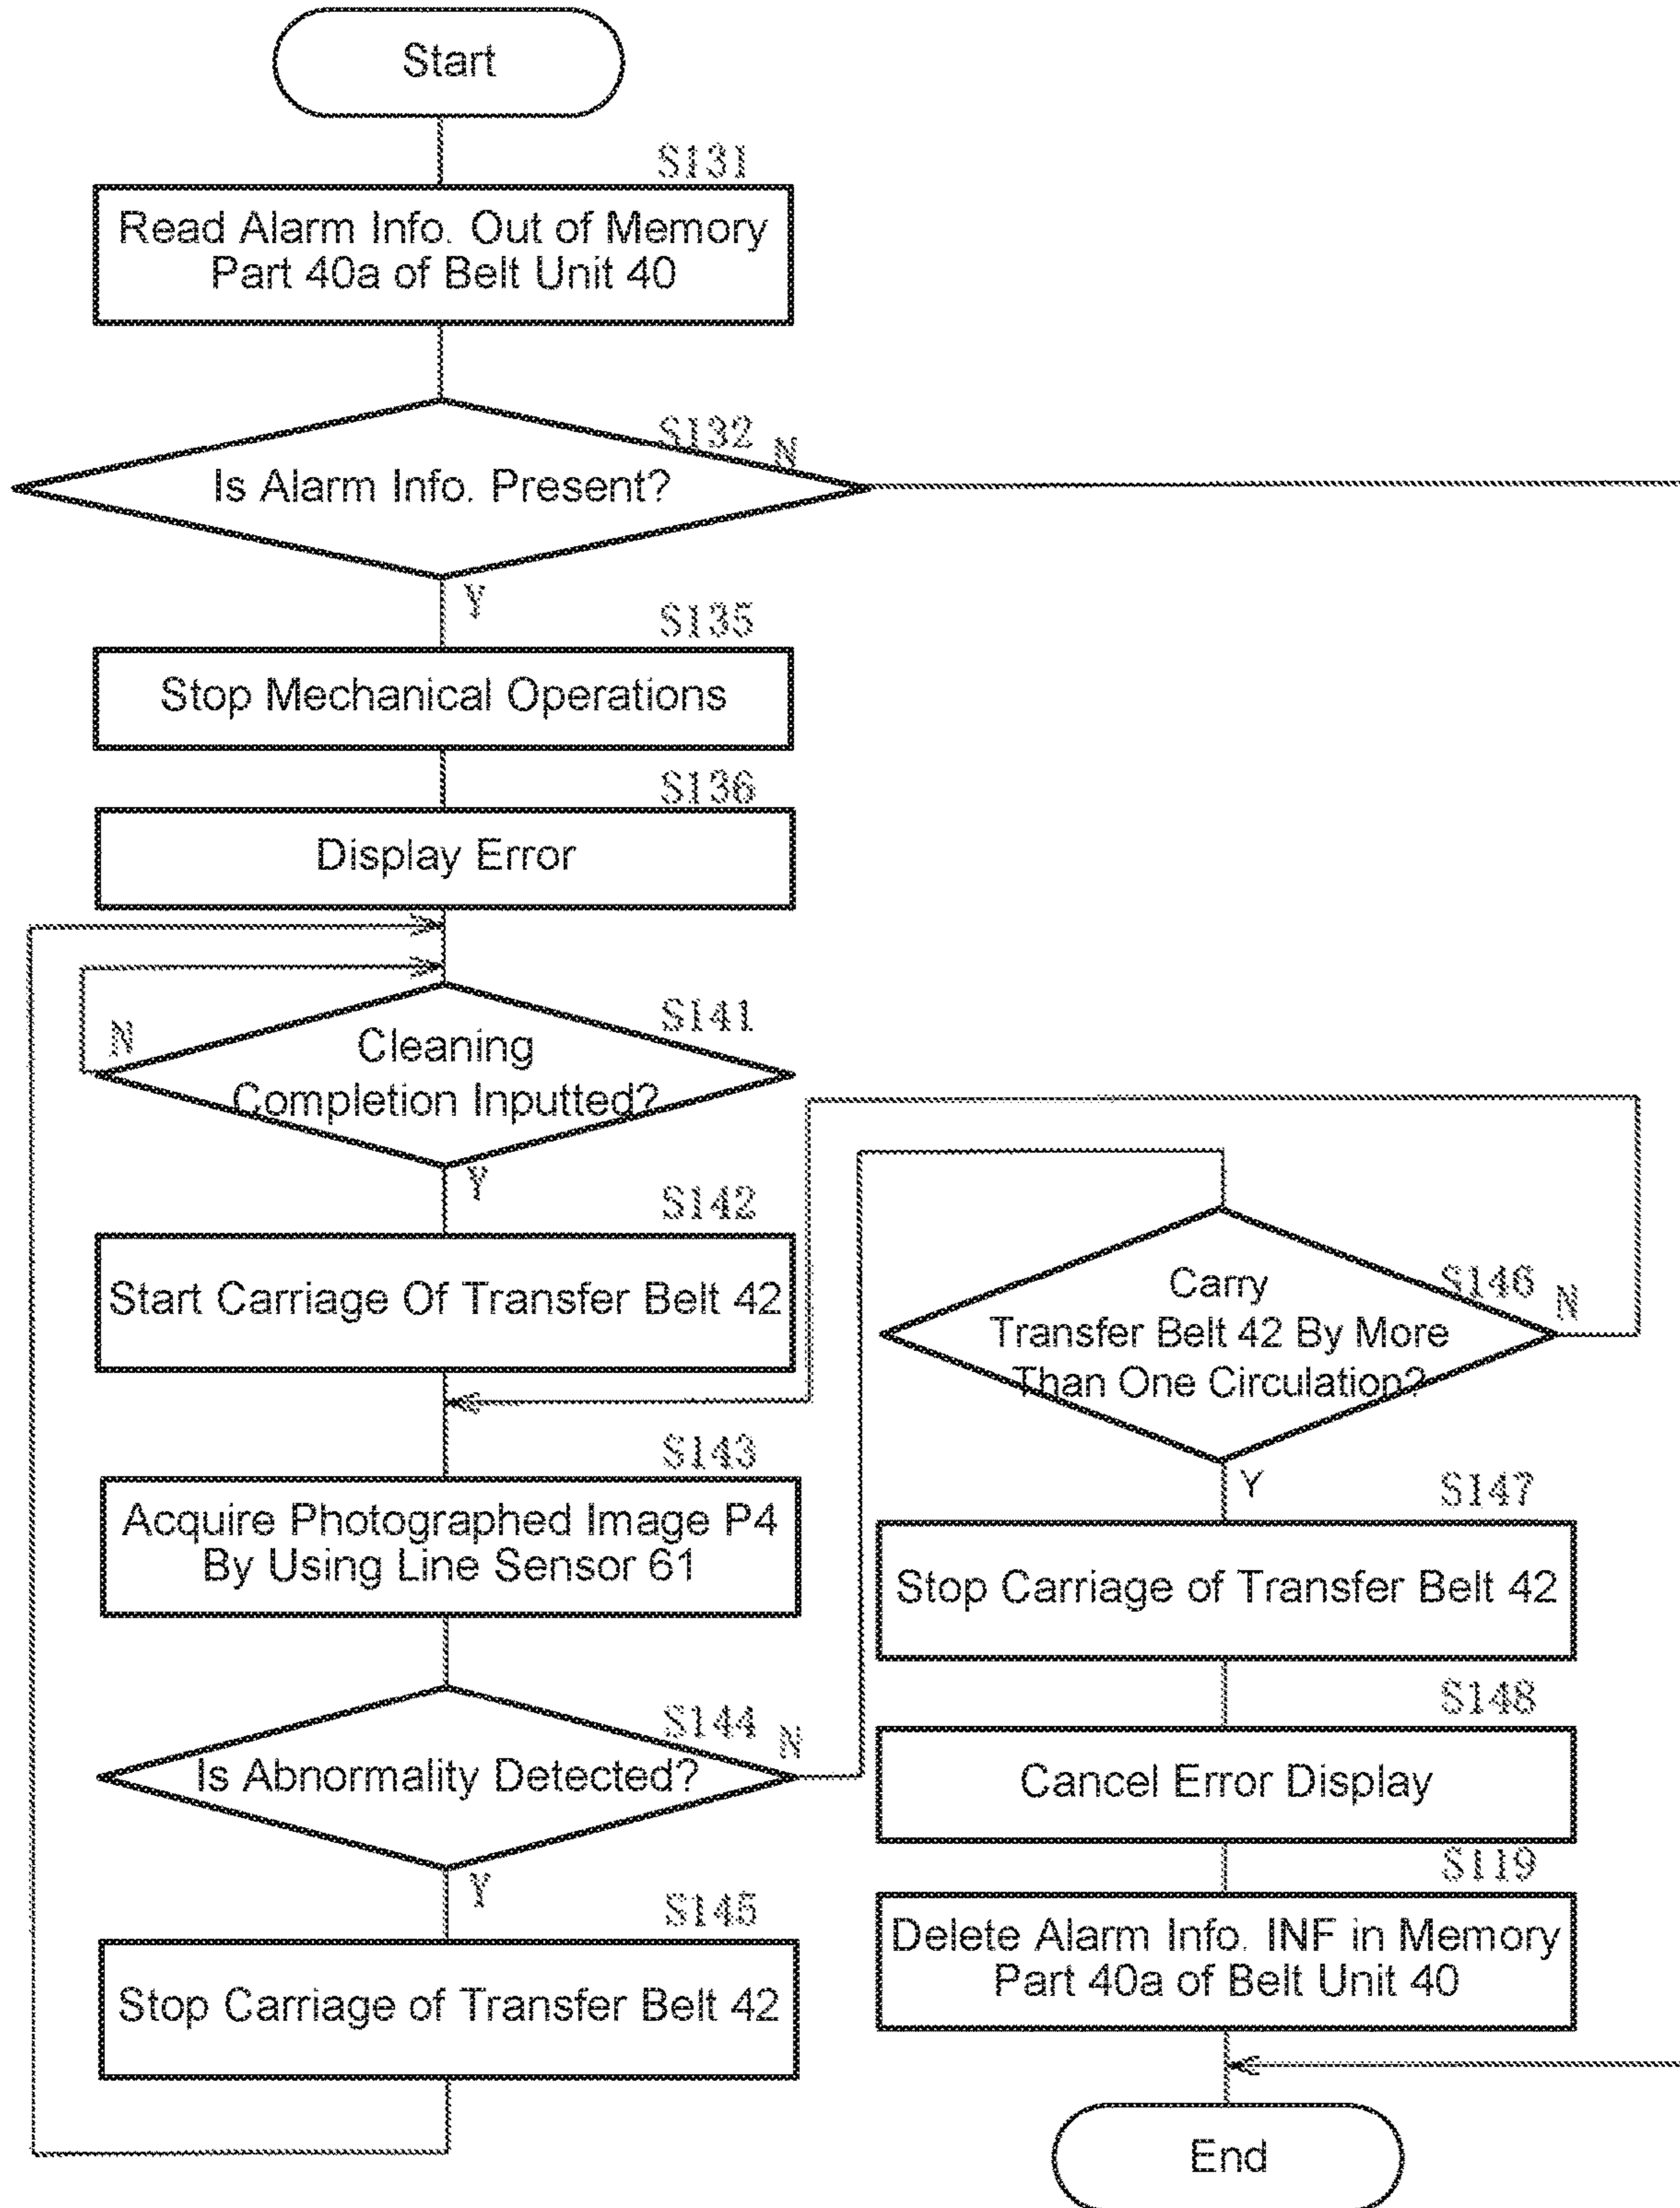 Start
S131
Read Alarm Info. Out of Memory
Part 40a of Belt Unit 40
S132
N
Is Alarm Info. Present?
Y
S135
Stop Mechanical Operations
S136
Display Error
S141
N
Cleaning
Completion Inputted?
Y
S142
Start Carriage Of Transfer Belt 42
S143
Acquire Photographed Image P4
By Using Line Sensor 61
S144
N
Is Abnormality Detected?
Y
S145
Stop Carriage of Transfer Belt 42
S146
N
Carry
Transfer Belt 42 By More
Than One Circulation?
Y
S147
Stop Carriage of Transfer Belt 42
S148
Cancel Error Display
S119
Delete Alarm Info. INF in Memory
Part 40a of Belt Unit 40
End